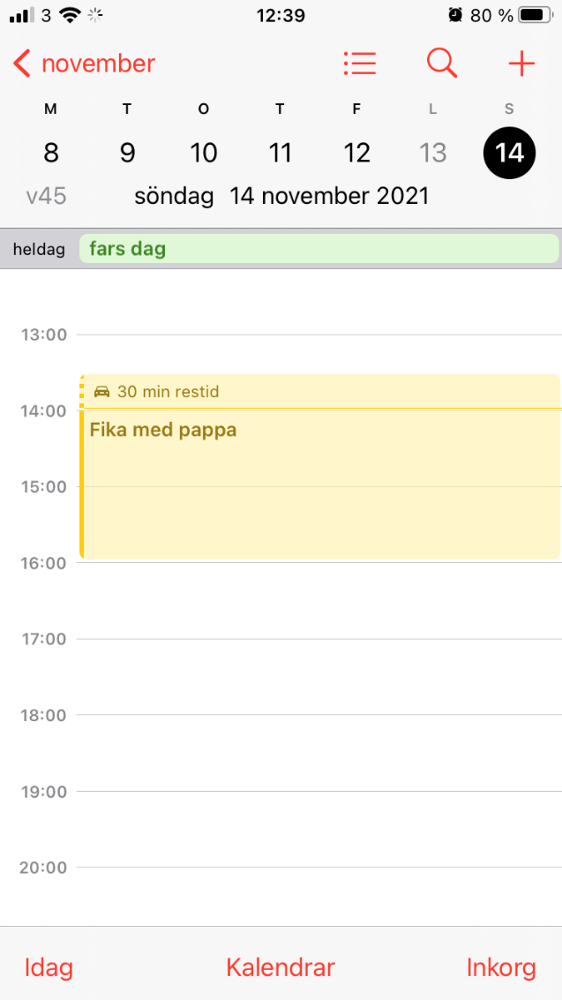 3 12:39 80 %
november
M T O T F L S
8 9 10 11 12 13 14
v45 söndag 14 november 2021
heldag fars dag
13:00
30 min restid
14:00
Fika med pappa
15:00
16:00
17:00
18:00
19:00
20:00
Idag Kalendrar Inkorg